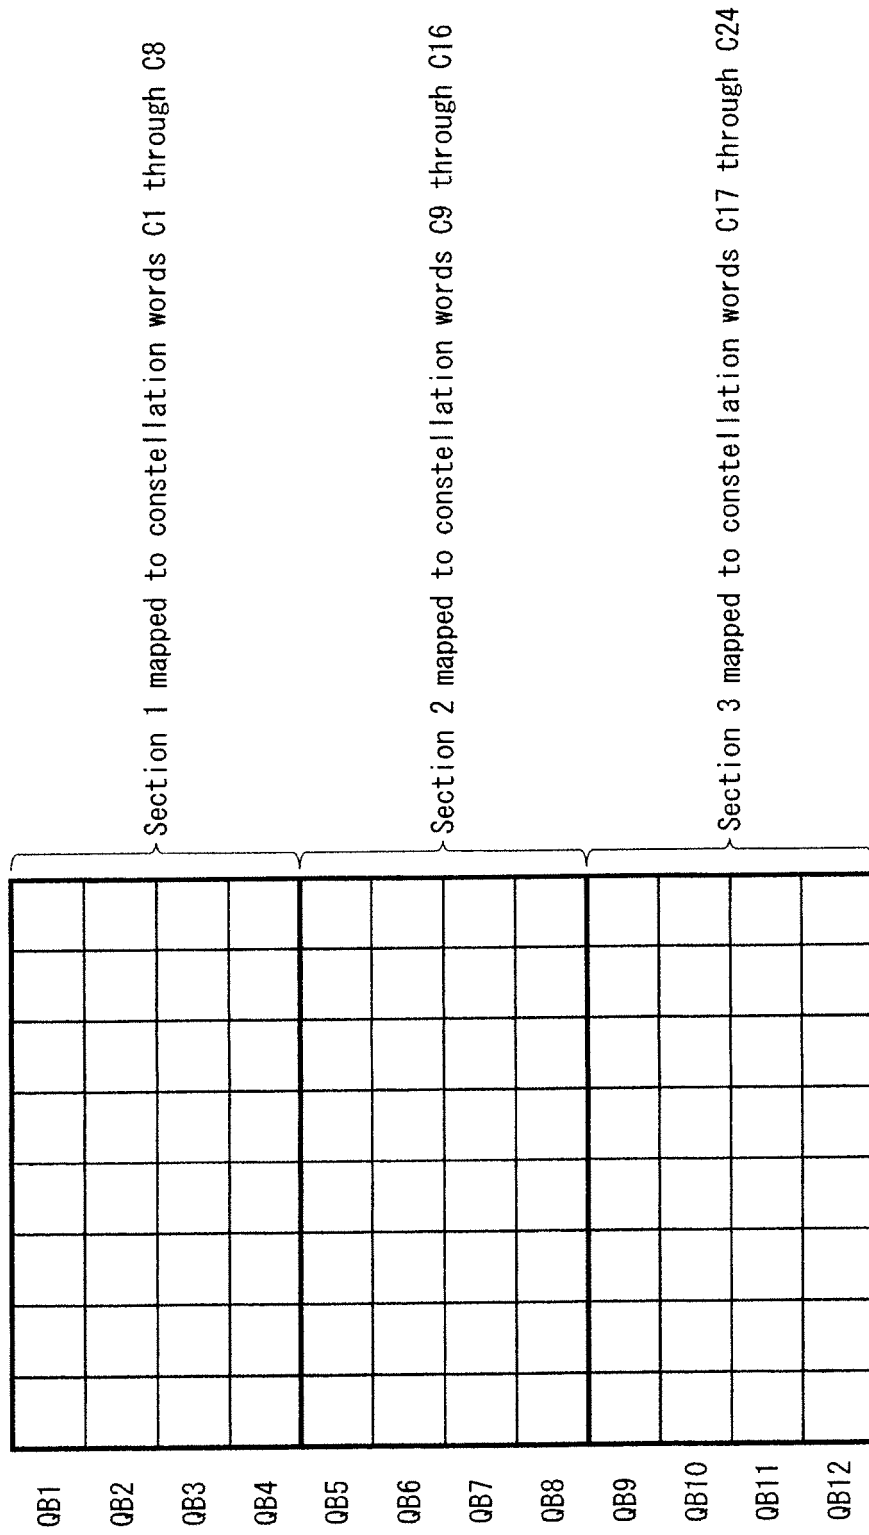 QB1
QB2
QB3
QB4
QB5
QB6
QB7
QB8
QB9
QB10
QB11
QB12
Section 1 mapped to constellation words C1 through C8
Section 2 mapped to constellation words C9 through C16
Section 3 mapped to constellation words C17 through C24